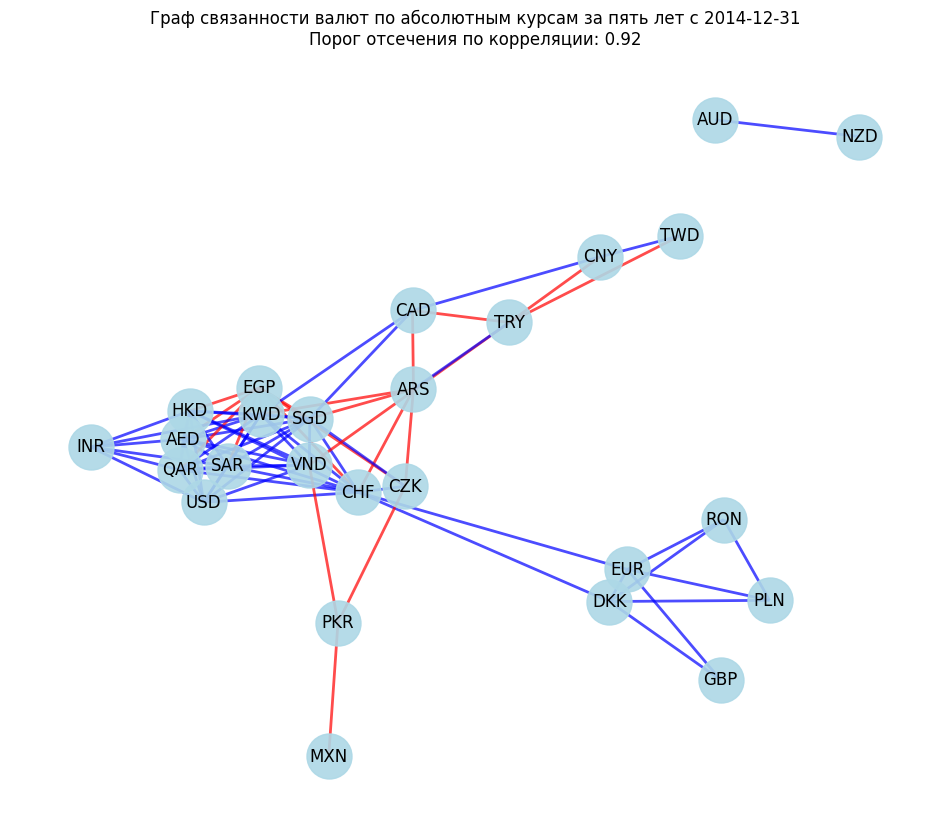 Граф связанности валют по абсолютным курсам за пять лет с 2014-12-31
Порог отсечения по корреляции: 0.92
AUD
NZD
TWD
CNY
CAD
TRY
EGP
ARS
HKD
KWD
SGD
INR
AED
QAR
SAR
VND
USD
CHF
CZK
RON
EUR
DKK
PLN
PKR
GBP
MXN